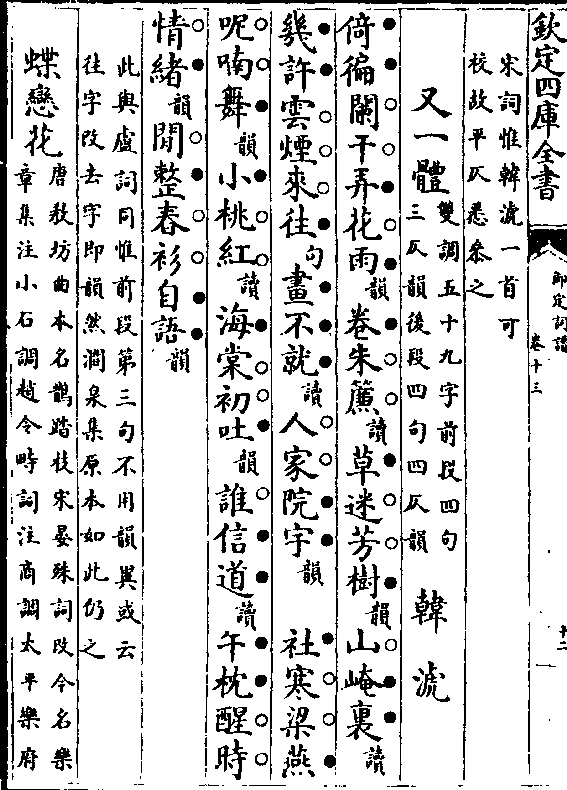 欽定四庫全書
御定詞譜
卷十三
十二
宋詞惟韓淲一首可
校故平仄悉叅之
又一體 雙調五十九字前段四句
三仄韻後段四句四仄韻 韓淲
倚徧闌干弄花雨韻卷朱簾讀草迷芳樹韻山崦裏讀
幾許雲煙來往句畫不就讀人家院宇韻 社寒梁燕
呢喃舞韻小桃紅讀海棠初吐韻誰信道讀午枕醒時
情緒韻閒整春衫自語韻
此與盧詞同惟前段第三句不用韻異或云
往字改去字即韻然澗泉集原本如此仍之
蝶戀花 唐教坊曲本名鵲踏枝宋晏殊詞改今名樂
章集注小石調趙令畤詞注商調太平樂府